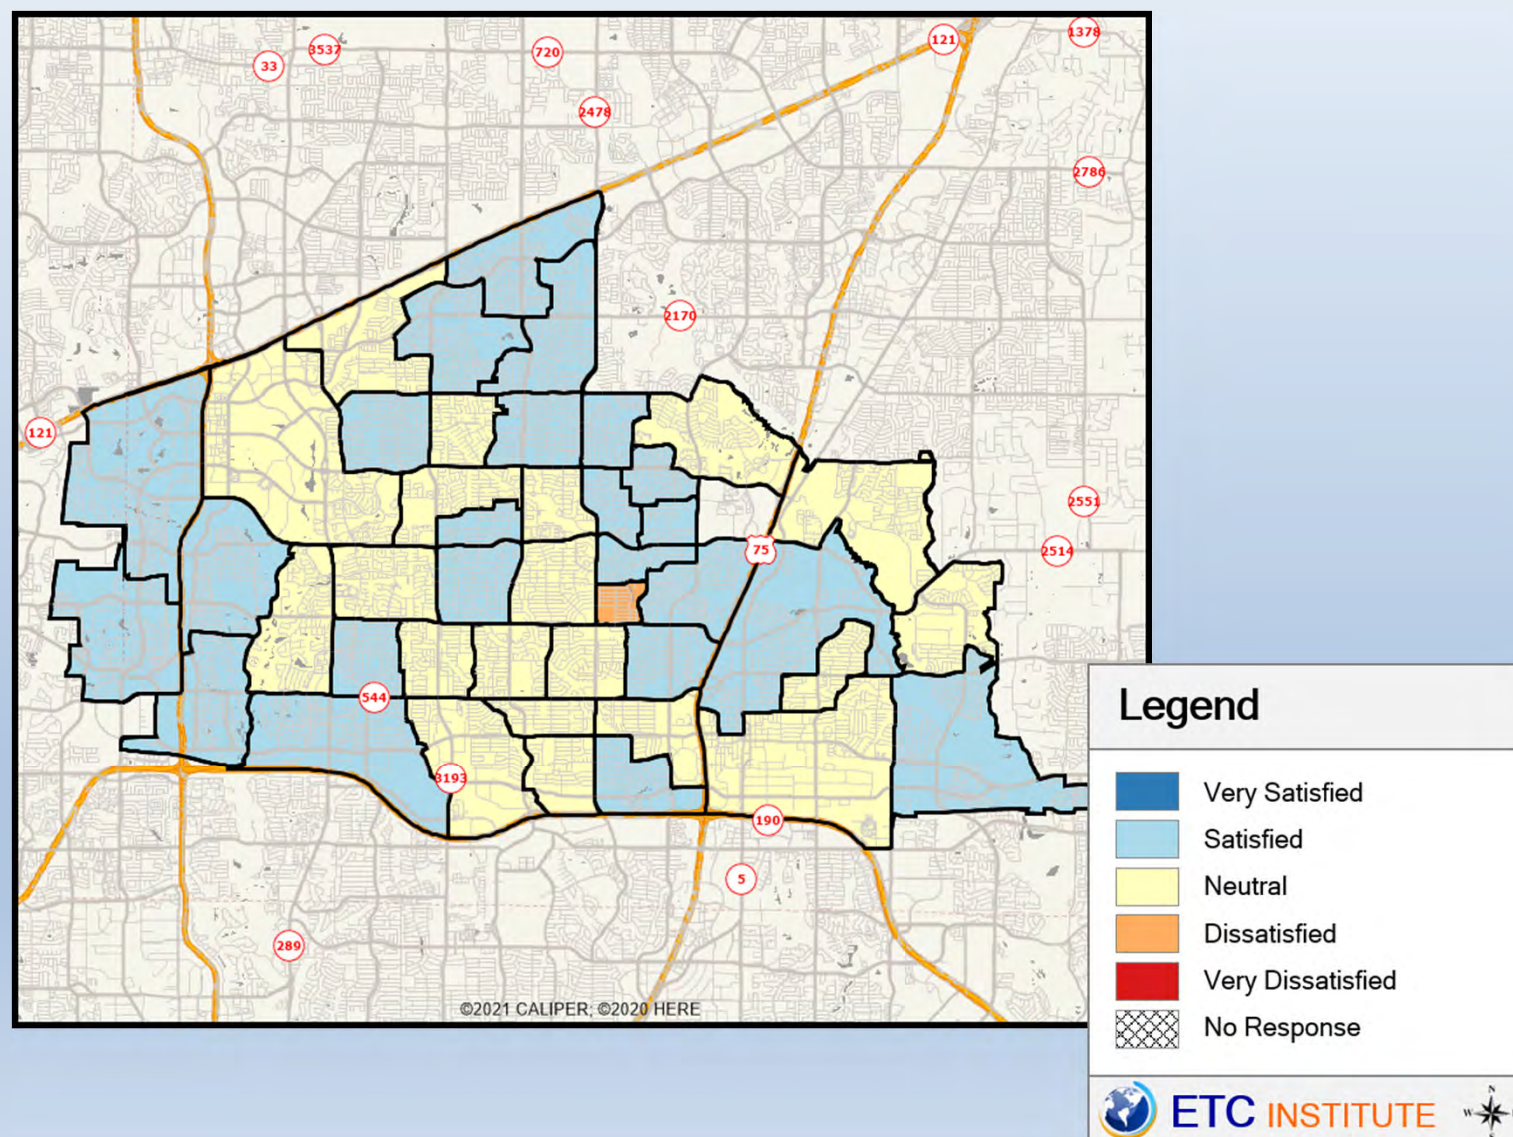 121
1378
3537
720
33
2478
2786
2170
121
2551
75
2514
544
3193
190
5
289
©2021 CALIPER; ©2020 HERE
Legend
Very Satisfied
Satisfied
Neutral
Dissatisfied
Very Dissatisfied
No Response
ETC INSTITUTE
N
W
S